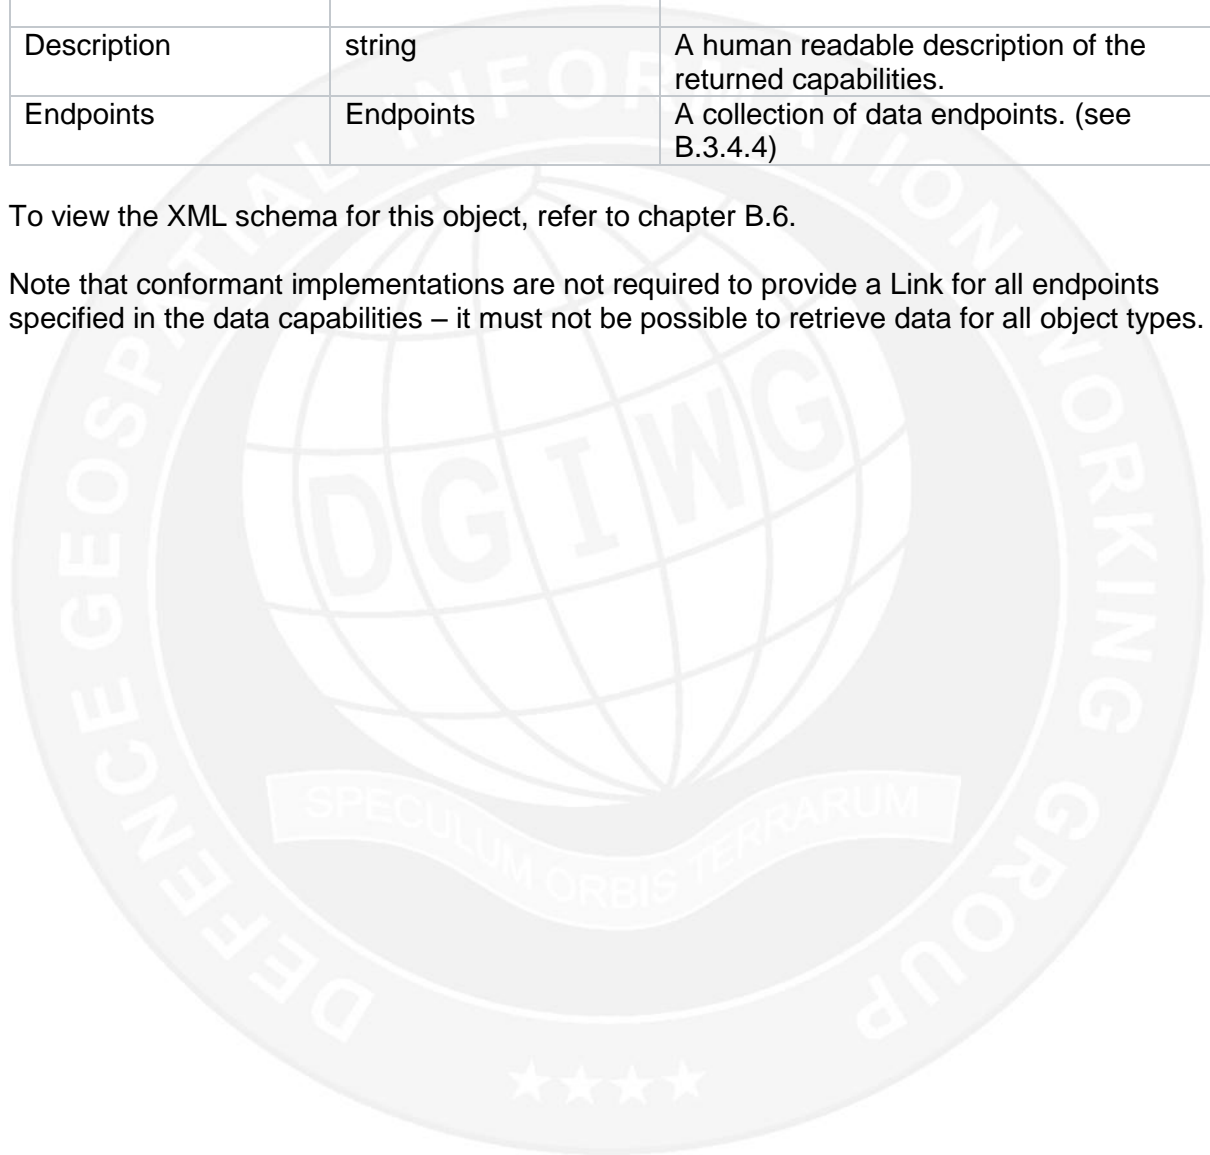 Description string A human readable description of the
returned capabilities.
Endpoints Endpoints A collection of data endpoints. (see
B.3.4.4)
To view the XML schema for this object, refer to chapter B.6.
Note that conformant implementations are not required to provide a Link for all endpoints
specified in the data capabilities – it must not be possible to retrieve data for all object types.
DEFENCE GEOSPATIAL INFORMATION WORKING GROUP
DGIWG
SPECULUM ORBIS TERRARUM